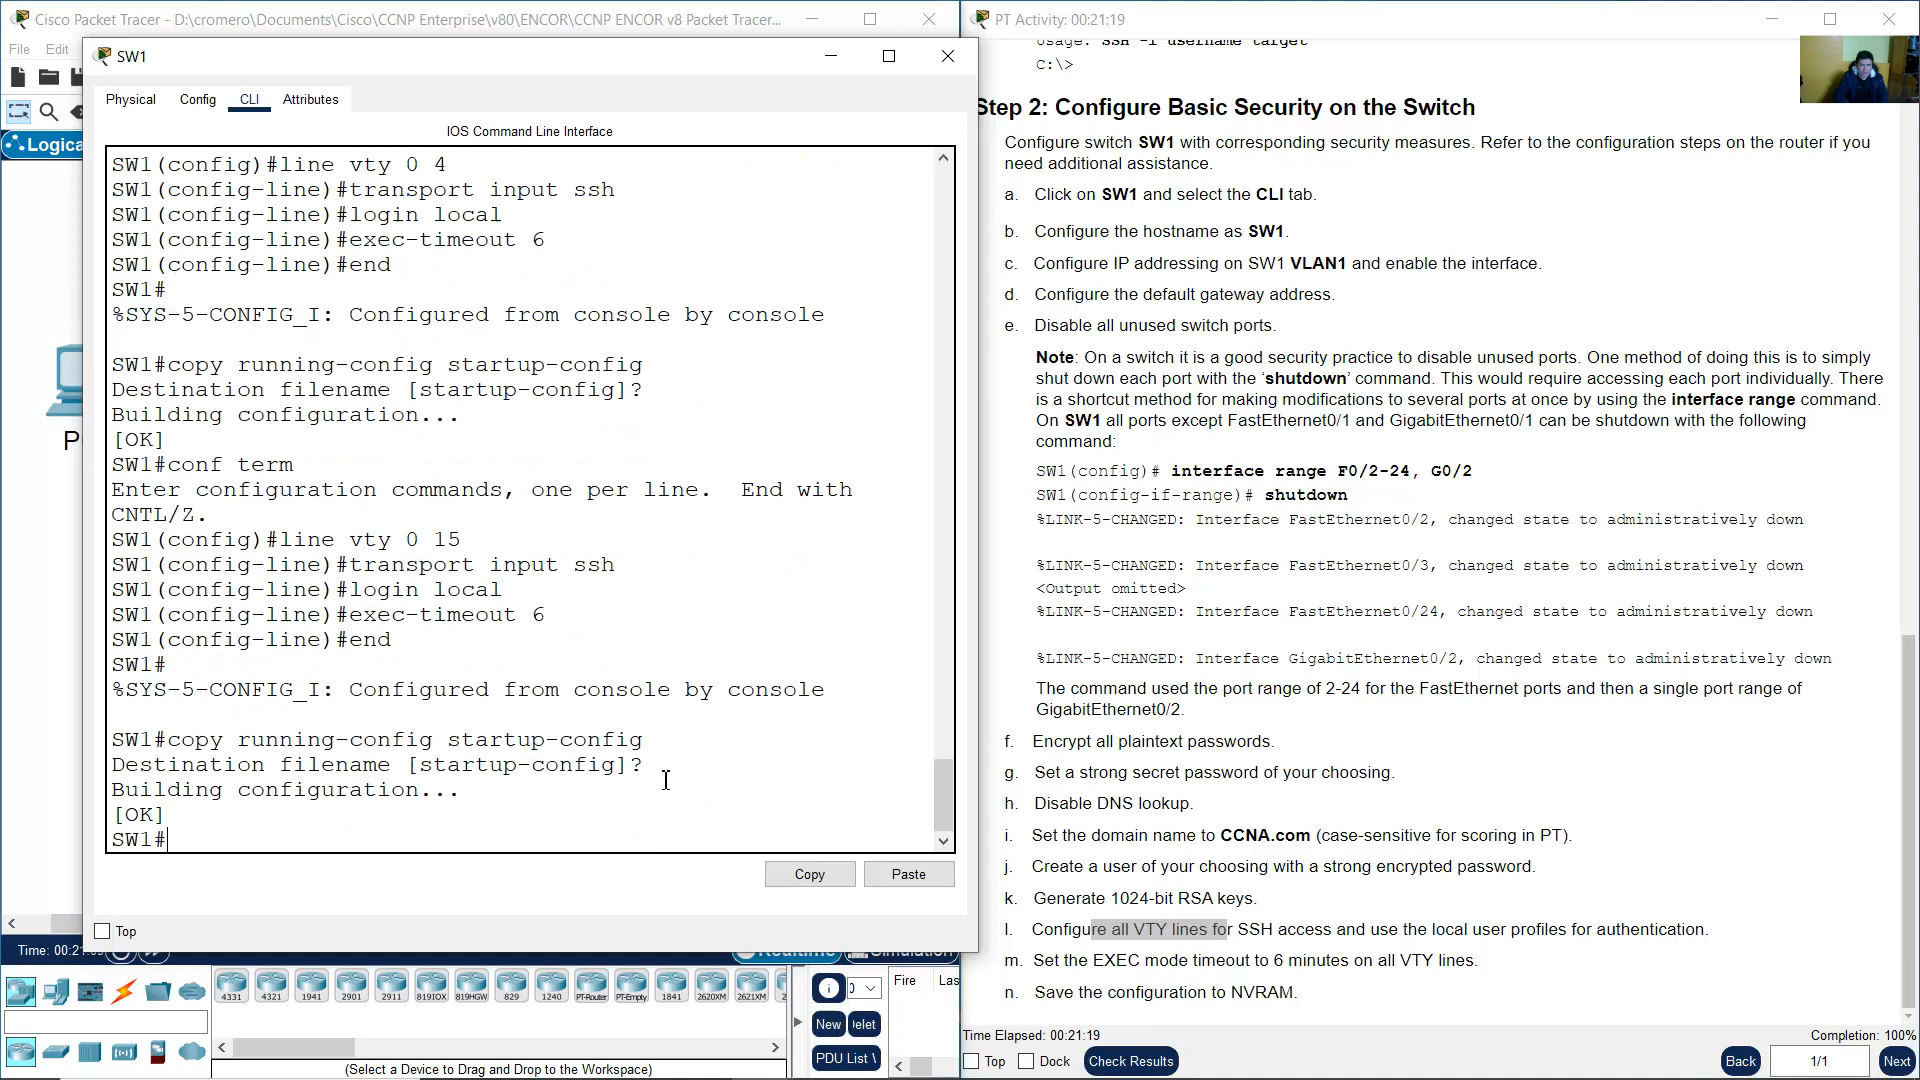 Cisco Packet Tracer - D:\cromero\Documents\Cisco\CCNP Enterprise\v80\ENCOR\CCNP ENCOR v8 Packet Tracer...
File Edit
Logica
SW1
Physical Config CLI Attributes
IOS Command Line Interface
SW1(config)#line vty 0 4
SW1(config-line)#transport input ssh
SW1(config-line)#login local
SW1(config-line)#exec-timeout 6
SW1(config-line)#end
SW1#
%SYS-5-CONFIG_I: Configured from console by console
SW1#copy running-config startup-config
Destination filename [startup-config]?
Building configuration...
[OK]
SW1#conf term
Enter configuration commands, one per line. End with
CNTL/Z.
SW1(config)#line vty 0 15
SW1(config-line)#transport input ssh
SW1(config-line)#login local
SW1(config-line)#exec-timeout 6
SW1(config-line)#end
SW1#
%SYS-5-CONFIG_I: Configured from console by console
SW1#copy running-config startup-config
Destination filename [startup-config]?
Building configuration...
[OK]
SW1#
Copy Paste
Top
4331 4321 1941 2901 2911 819IOX 819HGW 829 1240 PT-Router PT-Empty 1841 2620XM 2621XM
(Select a Device to Drag and Drop to the Workspace)
Fire Las
New elet
PDU List
PT Activity: 00:21:19
Usage: SSH -l username target
C:\>
Step 2: Configure Basic Security on the Switch
Configure switch SW1 with corresponding security measures. Refer to the configuration steps on the router if you
need additional assistance.
a. Click on SW1 and select the CLI tab.
b. Configure the hostname as SW1.
c. Configure IP addressing on SW1 VLAN1 and enable the interface.
d. Configure the default gateway address.
e. Disable all unused switch ports.
Note: On a switch it is a good security practice to disable unused ports. One method of doing this is to simply
shut down each port with the ‘shutdown’ command. This would require accessing each port individually. There
is a shortcut method for making modifications to several ports at once by using the interface range command.
On SW1 all ports except FastEthernet0/1 and GigabitEthernet0/1 can be shutdown with the following
command:
SW1(config)# interface range F0/2-24, G0/2
SW1(config-if-range)# shutdown
%LINK-5-CHANGED: Interface FastEthernet0/2, changed state to administratively down
%LINK-5-CHANGED: Interface FastEthernet0/3, changed state to administratively down
<Output omitted>
%LINK-5-CHANGED: Interface FastEthernet0/24, changed state to administratively down
%LINK-5-CHANGED: Interface GigabitEthernet0/2, changed state to administratively down
The command used the port range of 2-24 for the FastEthernet ports and then a single port range of
GigabitEthernet0/2.
f. Encrypt all plaintext passwords.
g. Set a strong secret password of your choosing.
h. Disable DNS lookup.
i. Set the domain name to CCNA.com (case-sensitive for scoring in PT).
j. Create a user of your choosing with a strong encrypted password.
k. Generate 1024-bit RSA keys.
l. Configure all VTY lines for SSH access and use the local user profiles for authentication.
m. Set the EXEC mode timeout to 6 minutes on all VTY lines.
n. Save the configuration to NVRAM.
Time Elapsed: 00:21:19 Completion: 100%
Top Dock Check Results Back 1/1 Next